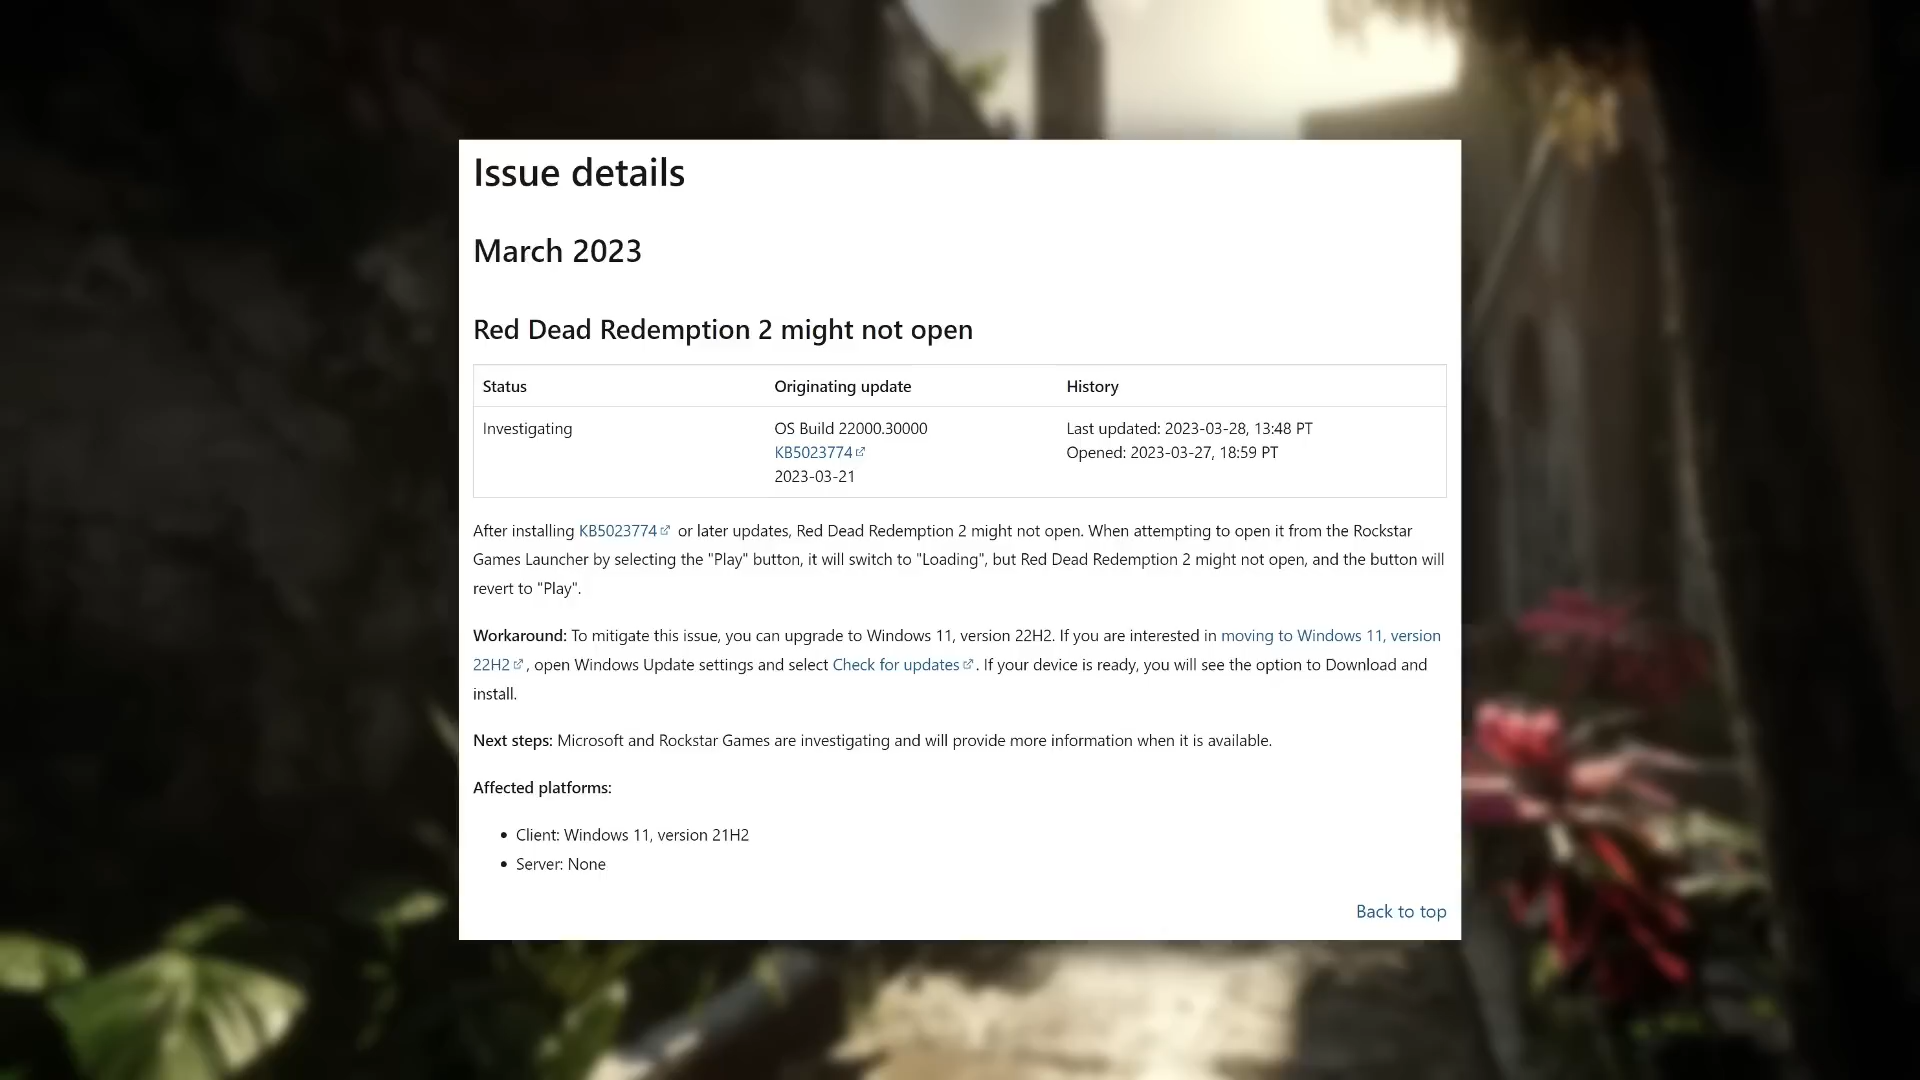 Issue details
March 2023
Red Dead Redemption 2 might not open
Status Originating update History
Investigating OS Build 22000.30000 Last updated: 2023-03-28, 13:48 PT
KB5023774 Opened: 2023-03-27, 18:59 PT
2023-03-21
After installing KB5023774 or later updates, Red Dead Redemption 2 might not open. When attempting to open it from the Rockstar
Games Launcher by selecting the "Play" button, it will switch to "Loading", but Red Dead Redemption 2 might not open, and the button will
revert to "Play".
Workaround: To mitigate this issue, you can upgrade to Windows 11, version 22H2. If you are interested in moving to Windows 11, version
22H2, open Windows Update settings and select Check for updates. If your device is ready, you will see the option to Download and
install.
Next steps: Microsoft and Rockstar Games are investigating and will provide more information when it is available.
Affected platforms:
• Client: Windows 11, version 21H2
• Server: None
Back to top